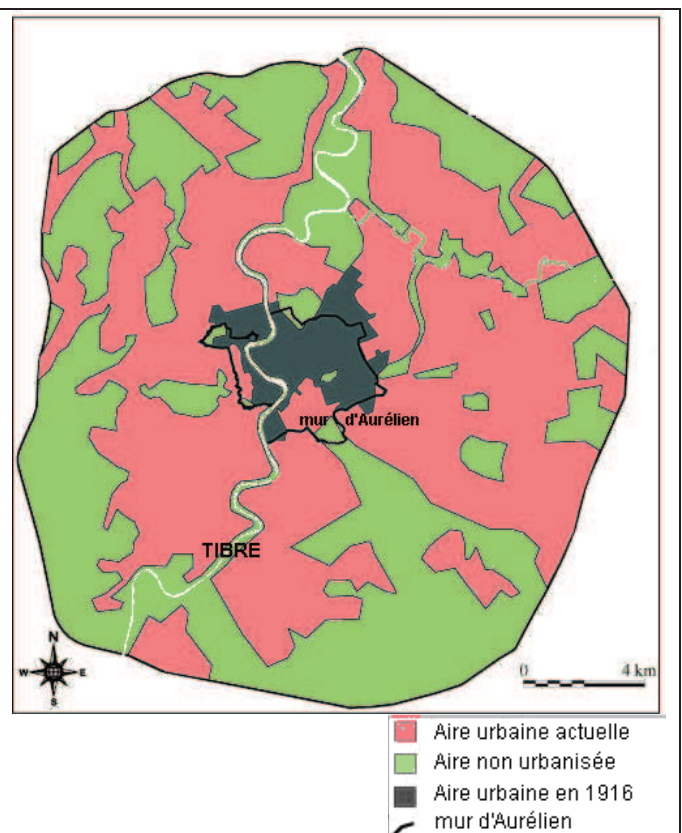 mur d'Aurélien
TIBRE
N
W E
S
0 4 km
Aire urbaine actuelle
Aire non urbanisée
Aire urbaine en 1916
mur d'Aurélien